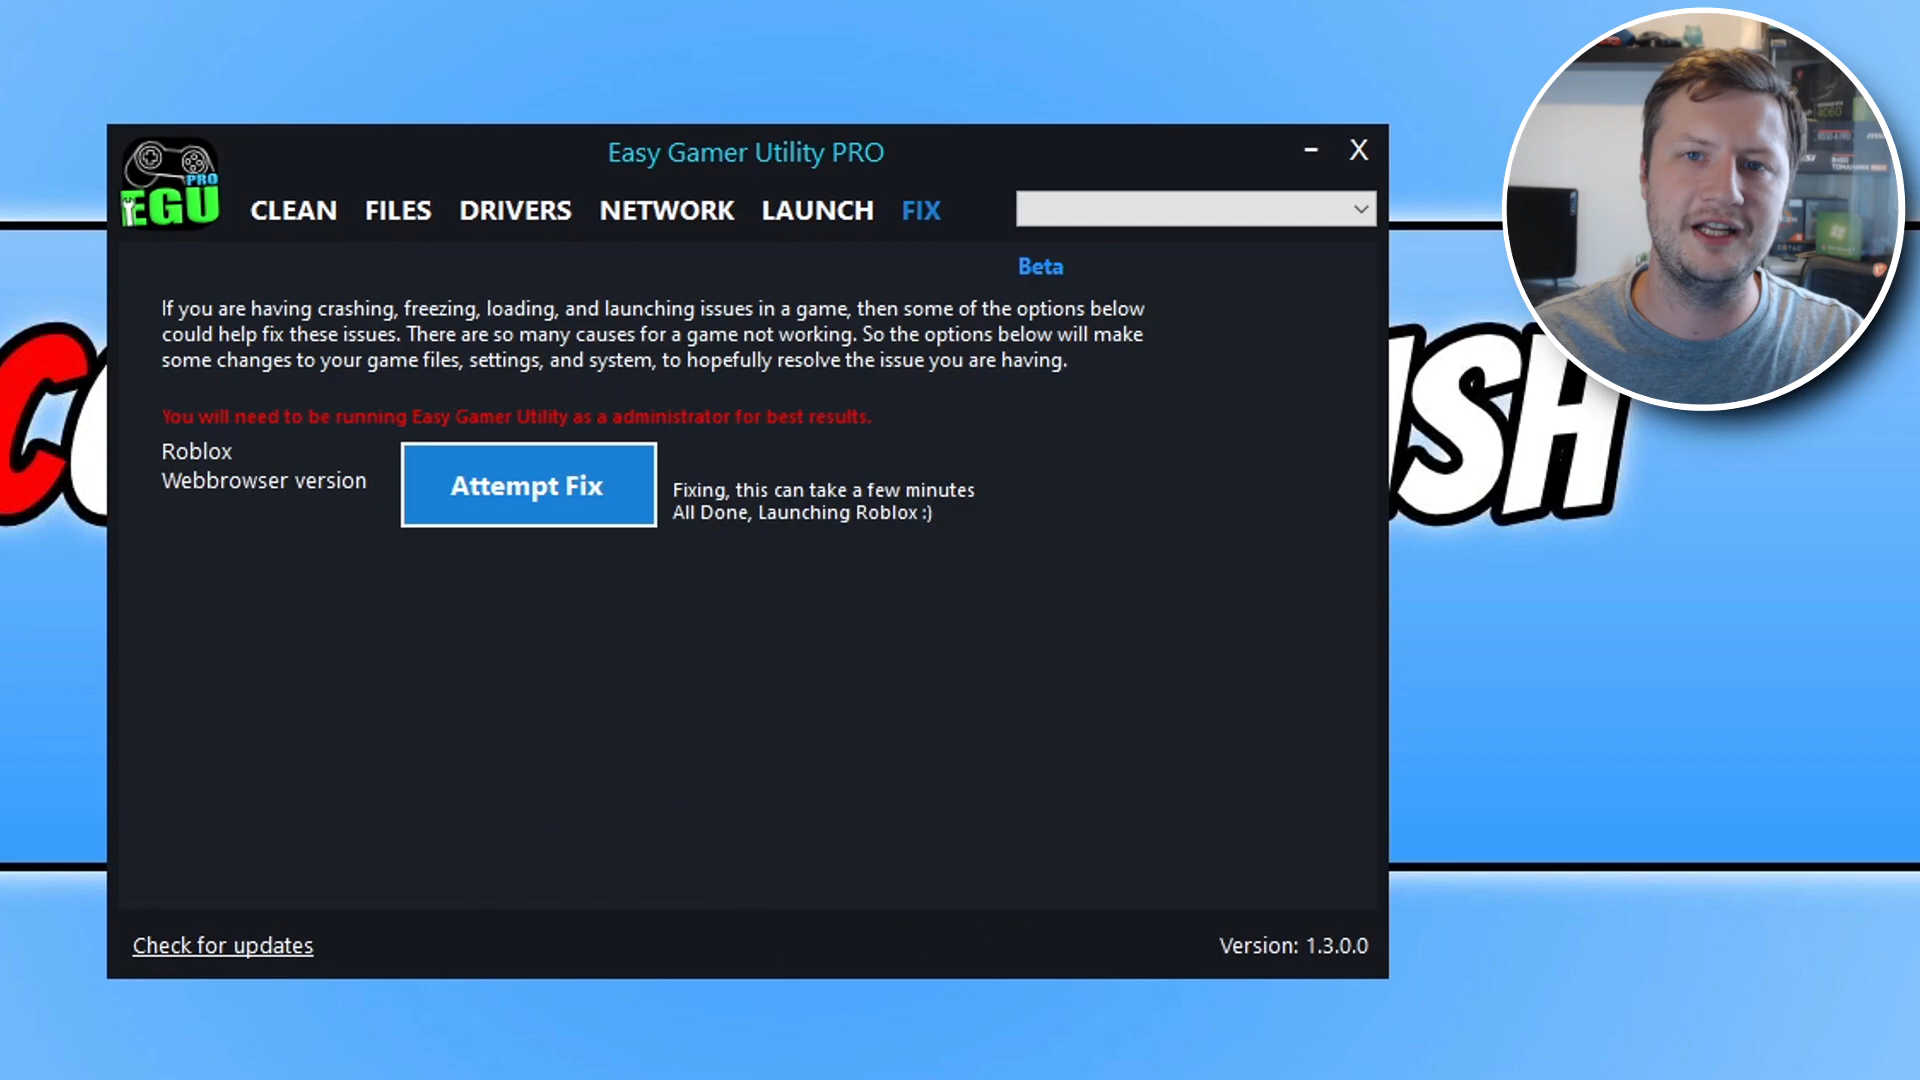 Easy Gamer Utility PRO
- X
PRO
EGU
CLEAN FILES DRIVERS NETWORK LAUNCH FIX
Beta
If you are having crashing, freezing, loading, and launching issues in a game, then some of the options below
could help fix these issues. There are so many causes for a game not working. So the options below will make
some changes to your game files, settings, and system, to hopefully resolve the issue you are having.
You will need to be running Easy Gamer Utility as a administrator for best results.
Roblox
Webbrowser version
Attempt Fix
Fixing, this can take a few minutes
All Done, Launching Roblox :)
Check for updates
Version: 1.3.0.0